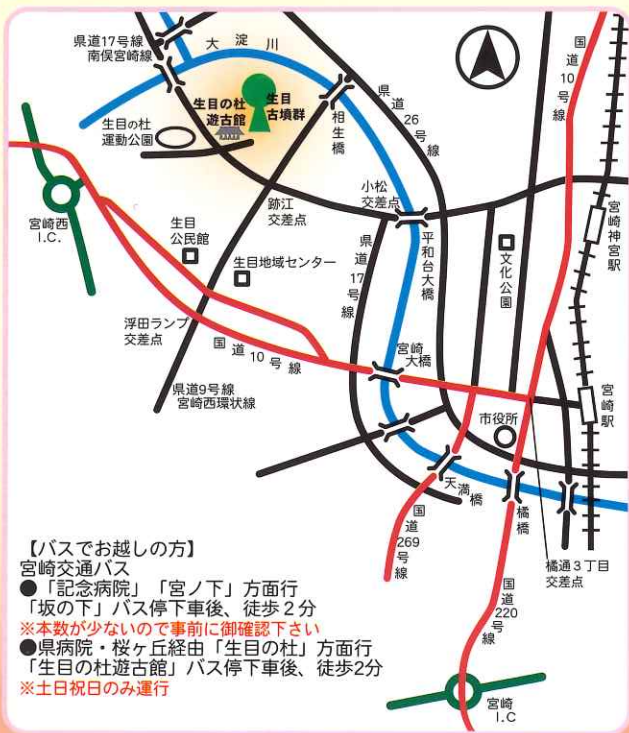 県道17号線
南俣宮崎線
大淀川
国道10号線
生目の杜
遊古館
生目
古墳群
相生橋
県道26号線
生目の杜
運動公園
宮崎西
I.C.
跡江
交差点
小松
交差点
宮崎神宮駅
生目
公民館
生目地域センター
県道17号線
平和台大橋
文化公園
浮田ランプ
交差点
国道10号線
宮崎
大橋
県道9号線
宮崎西環状線
市役所
宮崎駅
天満橋
橘橋
国道269号線
国道220号線
橘通3丁目
交差点
宮崎
I.C
【バスでお越しの方】
宮崎交通バス
●「記念病院」「宮ノ下」方面行
「坂の下」バス停下車後、徒歩2分
※本数が少ないので事前に御確認下さい
●県病院・桜ヶ丘経由「生目の杜」方面行
「生目の杜遊古館」バス停下車後、徒歩2分
※土日祝日のみ運行